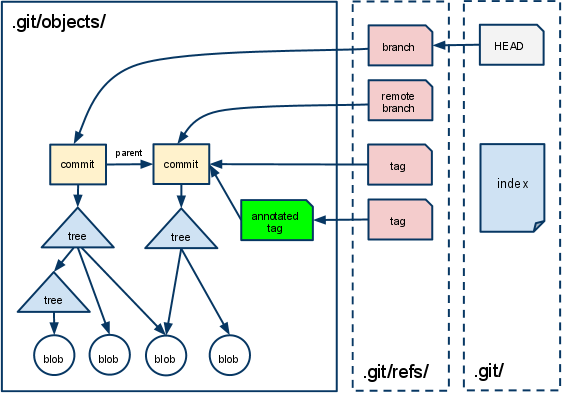 .git/objects/
branch
HEAD
remote
branch
commit
parent
commit
tag
index
annotated
tag
tag
tree
tree
tree
blob
blob
blob
blob
.git/refs/
.git/